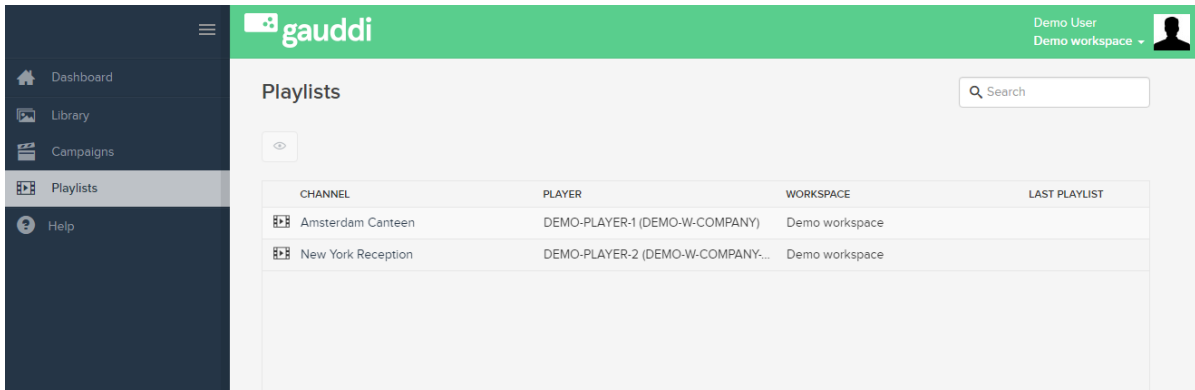 gauddi
Demo User
Demo workspace
Dashboard
Library
Campaigns
Playlists
Help
Playlists
Search
CHANNEL PLAYER WORKSPACE LAST PLAYLIST
Amsterdam Canteen DEMO-PLAYER-1 (DEMO-W-COMPANY) Demo workspace
New York Reception DEMO-PLAYER-2 (DEMO-W-COMPANY-... Demo workspace